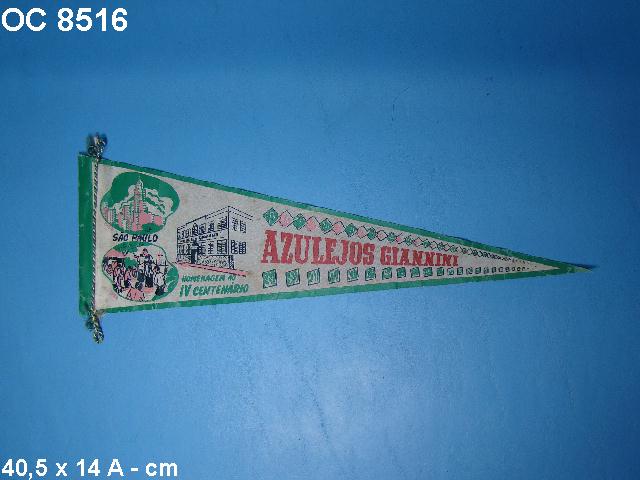 OC 8516
SÃO PAULO
HOMENAGEM AO
IV CENTENÁRIO
AZULEJOS GIANNINI
40,5 x 14 A - cm